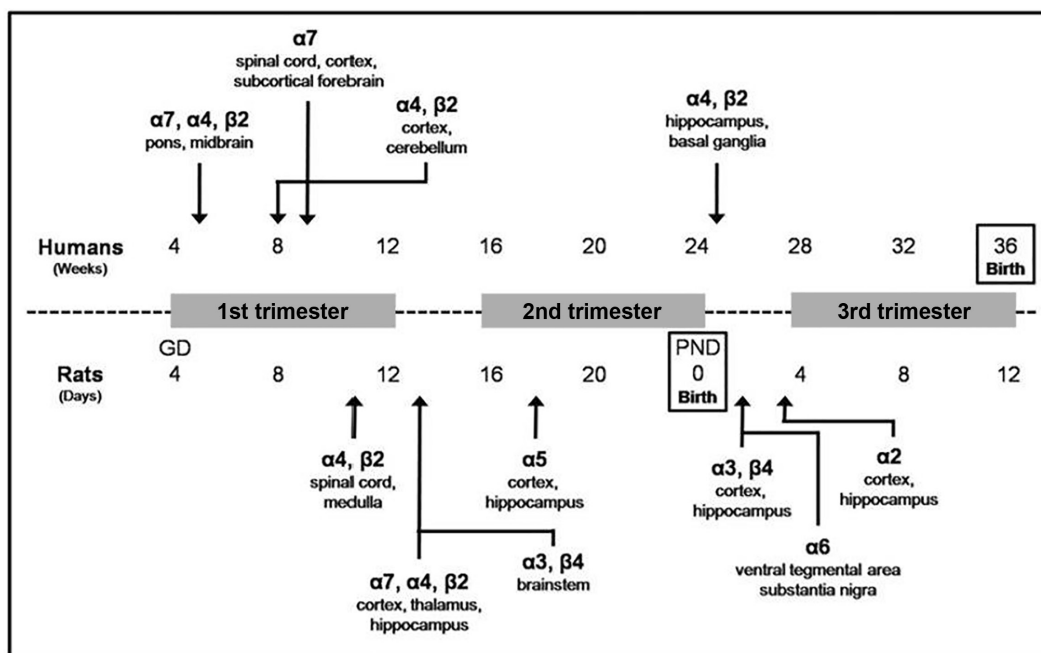 α7
spinal cord, cortex,
subcortical forebrain
α7, α4, β2
pons, midbrain
α4, β2
cortex,
cerebellum
α4, β2
hippocampus,
basal ganglia
Humans
(Weeks)
4 8 12 16 20 24 28 32 36
Birth
1st trimester 2nd trimester 3rd trimester
GD PND
Rats
(Days)
4 8 12 16 20 0 4 8 12
Birth
α4, β2
spinal cord,
medulla
α5
cortex,
hippocampus
α3, β4
cortex,
hippocampus
α2
cortex,
hippocampus
α7, α4, β2
cortex, thalamus,
hippocampus
α3, β4
brainstem
α6
ventral tegmental area
substantia nigra